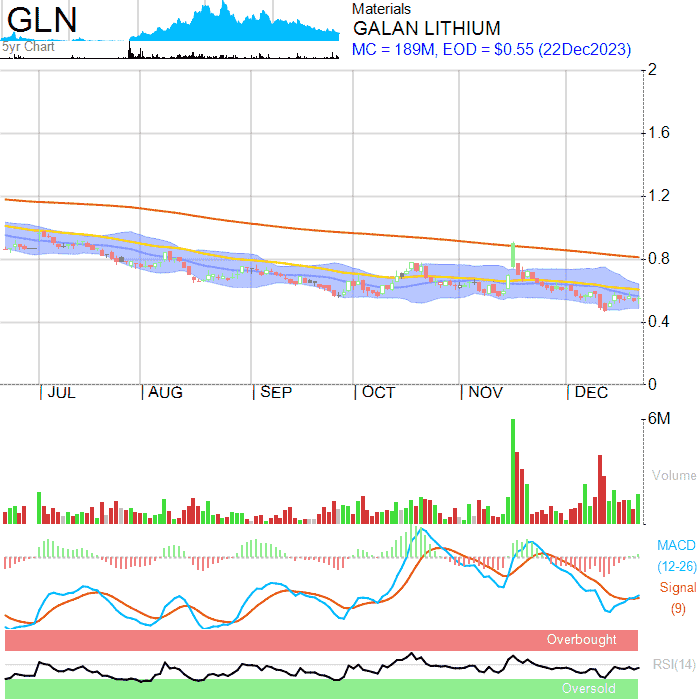 GLN
5yr Chart
Materials
GALAN LITHIUM
MC = 189M, EOD = $0.55 (22Dec2023)
2
1.6
1.2
0.8
0.4
0
JUL AUG SEP OCT NOV DEC
6M
Volume
MACD
(12-26)
Signal
(9)
Overbought
RSI(14)
Oversold